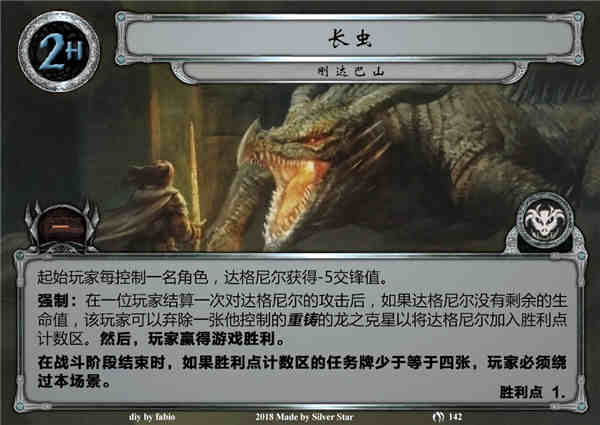 2H
长虫
刚达巴山
起始玩家每控制一名角色，达格尼尔获得-5交锋值。
强制：在一位玩家结算一次对达格尼尔的攻击后，如果达格尼尔没有剩余的生
命值，该玩家可以弃除一张他控制的重铸的龙之克星以将达格尼尔加入胜利点
计数区。然后，玩家赢得游戏胜利。
在战斗阶段结束时，如果胜利点计数区的任务牌少于等于四张，玩家必须绕
过本场景。
胜利点 1.
diy by fabio 2018 Made by Silver Star 142